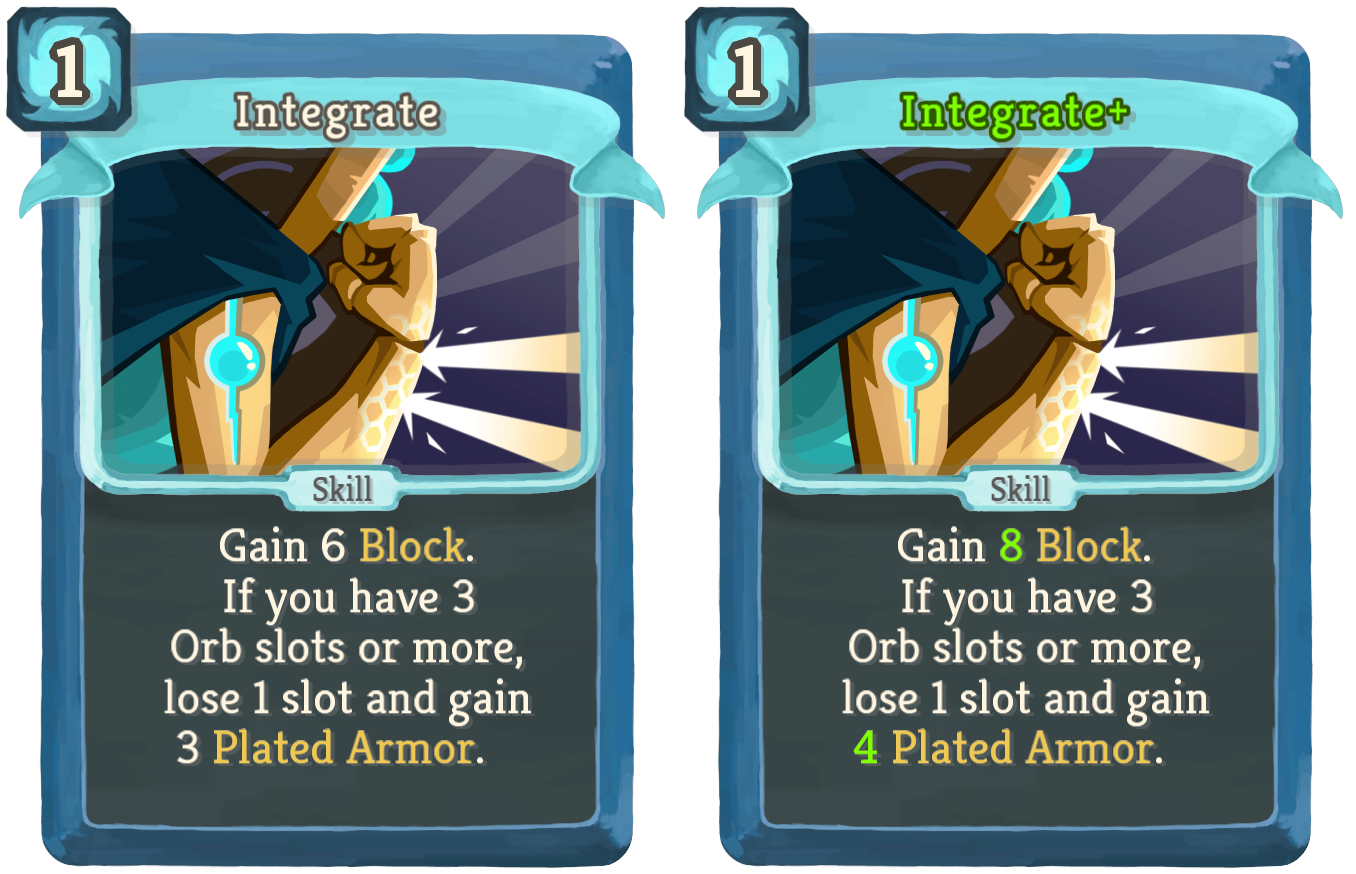 1
Integrate
Skill
Gain 6 Block.
If you have 3
Orb slots or more,
lose 1 slot and gain
3 Plated Armor.
1
Integrate+
Skill
Gain 8 Block.
If you have 3
Orb slots or more,
lose 1 slot and gain
4 Plated Armor.